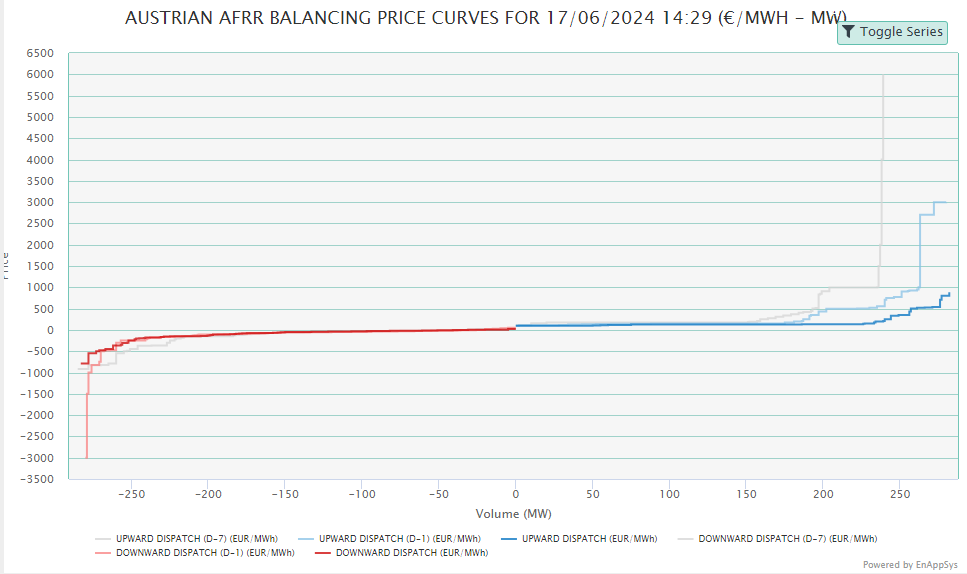 AUSTRIAN AFRR BALANCING PRICE CURVES FOR 17/06/2024 14:29 (€/MWH - MW)
Toggle Series
6500
6000
5500
5000
4500
4000
3500
3000
2500
2000
1500
1000
500
0
-500
-1000
-1500
-2000
-2500
-3000
-3500
Price
-250 -200 -150 -100 -50 0 50 100 150 200 250
Volume (MW)
UPWARD DISPATCH (D-7) (EUR/MWh) UPWARD DISPATCH (D-1) (EUR/MWh) UPWARD DISPATCH (EUR/MWh) DOWNWARD DISPATCH (D-7) (EUR/MWh)
DOWNWARD DISPATCH (D-1) (EUR/MWh) DOWNWARD DISPATCH (EUR/MWh)
Powered by EnAppSys